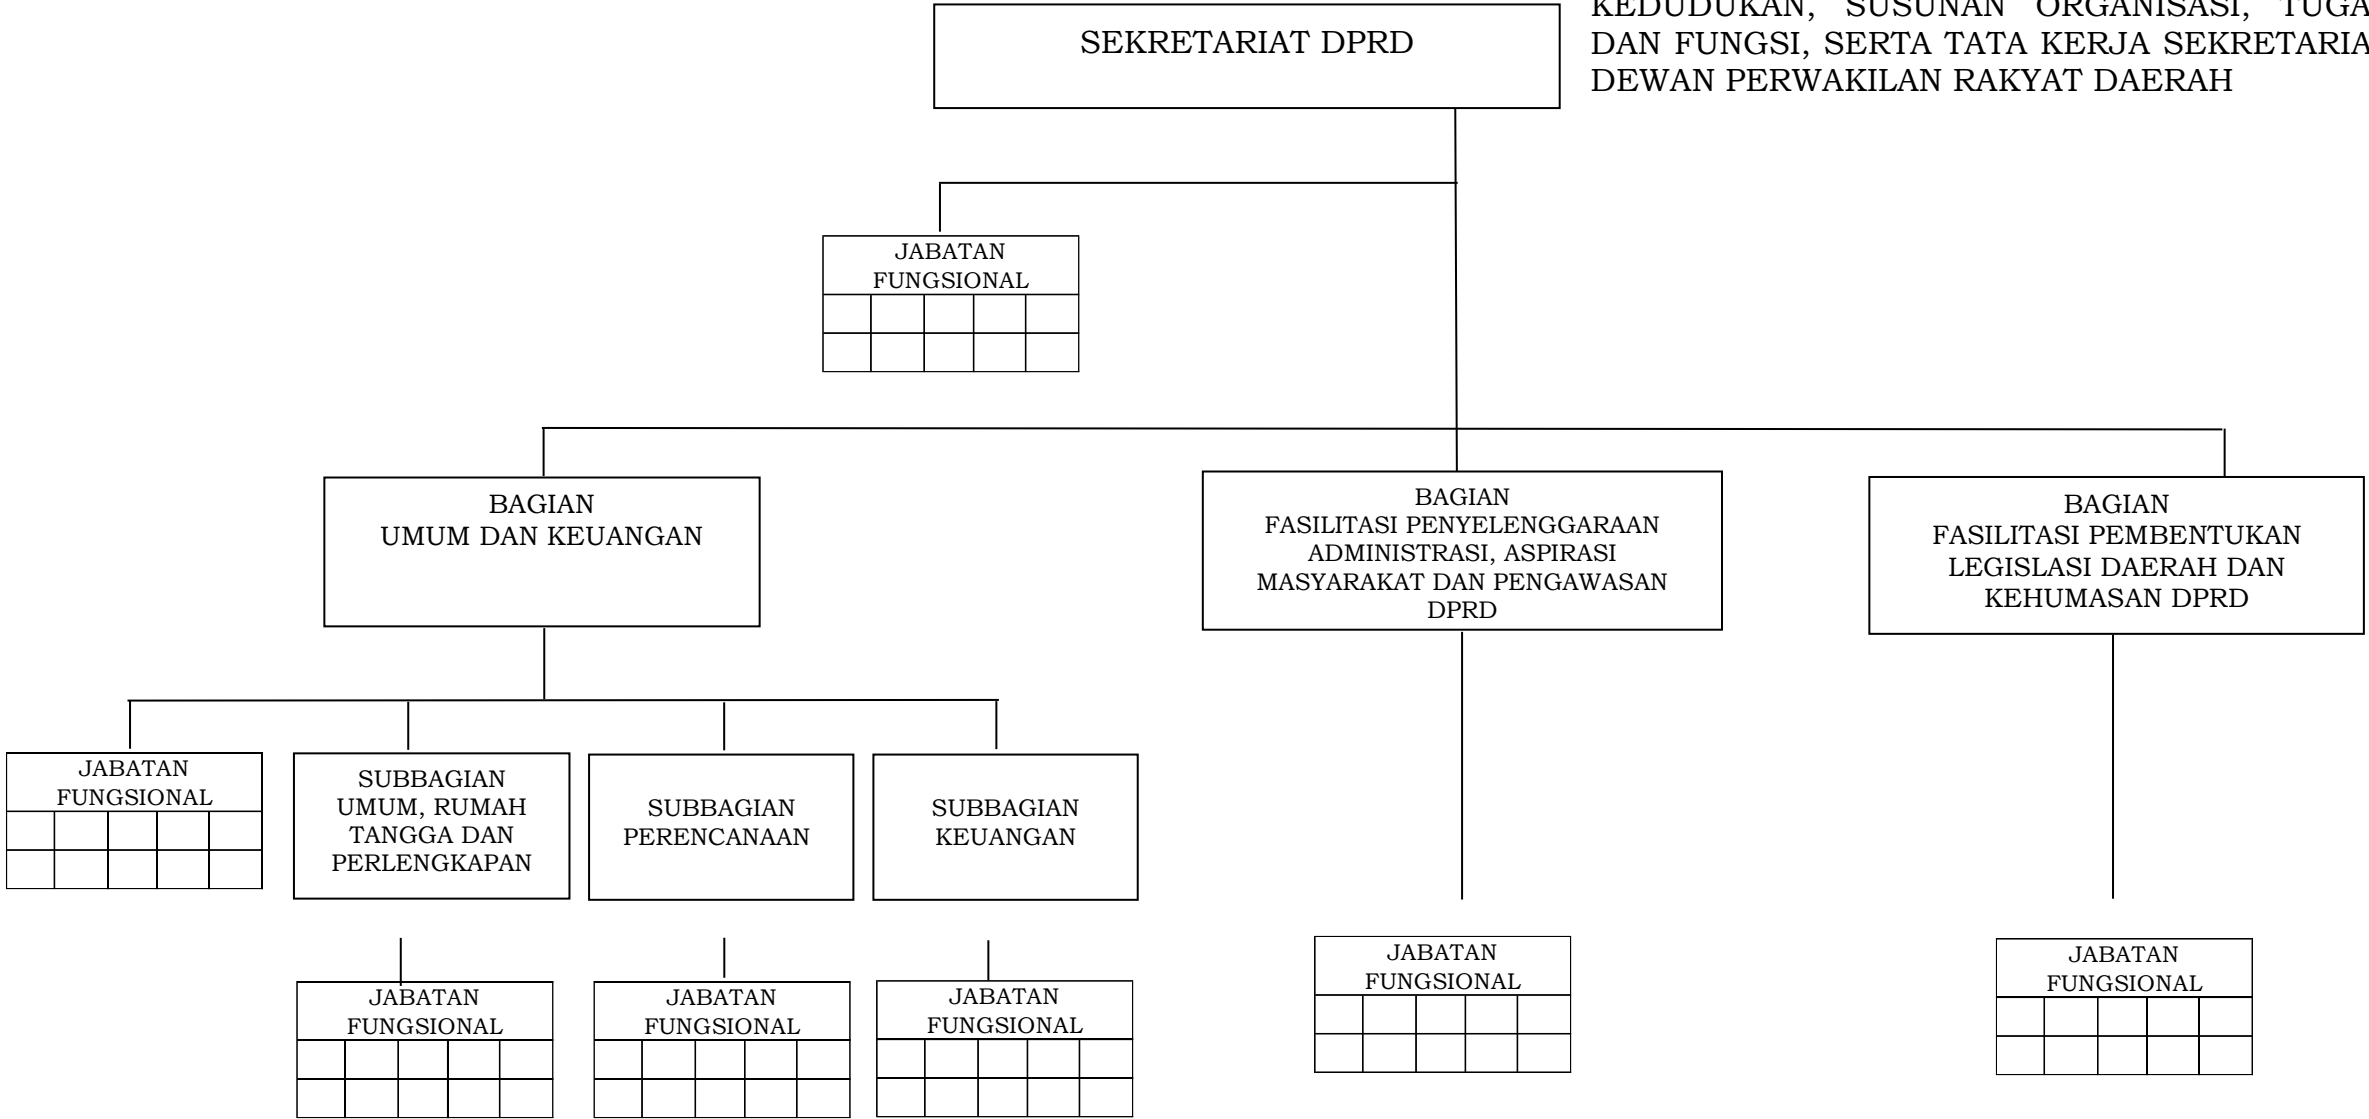 SEKRETARIAT DPRD
KEDUDUKAN, SUSUNAN ORGANISASI, TUGA
DAN FUNGSI, SERTA TATA KERJA SEKRETARIA
DEWAN PERWAKILAN RAKYAT DAERAH
JABATAN
FUNGSIONAL
BAGIAN
UMUM DAN KEUANGAN
BAGIAN
FASILITASI PENYELENGGARAAN
ADMINISTRASI, ASPIRASI
MASYARAKAT DAN PENGAWASAN
DPRD
BAGIAN
FASILITASI PEMBENTUKAN
LEGISLASI DAERAH DAN
KEHUMASAN DPRD
JABATAN
FUNGSIONAL
SUBBAGIAN
UMUM, RUMAH
TANGGA DAN
PERLENGKAPAN
SUBBAGIAN
PERENCANAAN
SUBBAGIAN
KEUANGAN
JABATAN
FUNGSIONAL
JABATAN
FUNGSIONAL
JABATAN
FUNGSIONAL
JABATAN
FUNGSIONAL
JABATAN
FUNGSIONAL